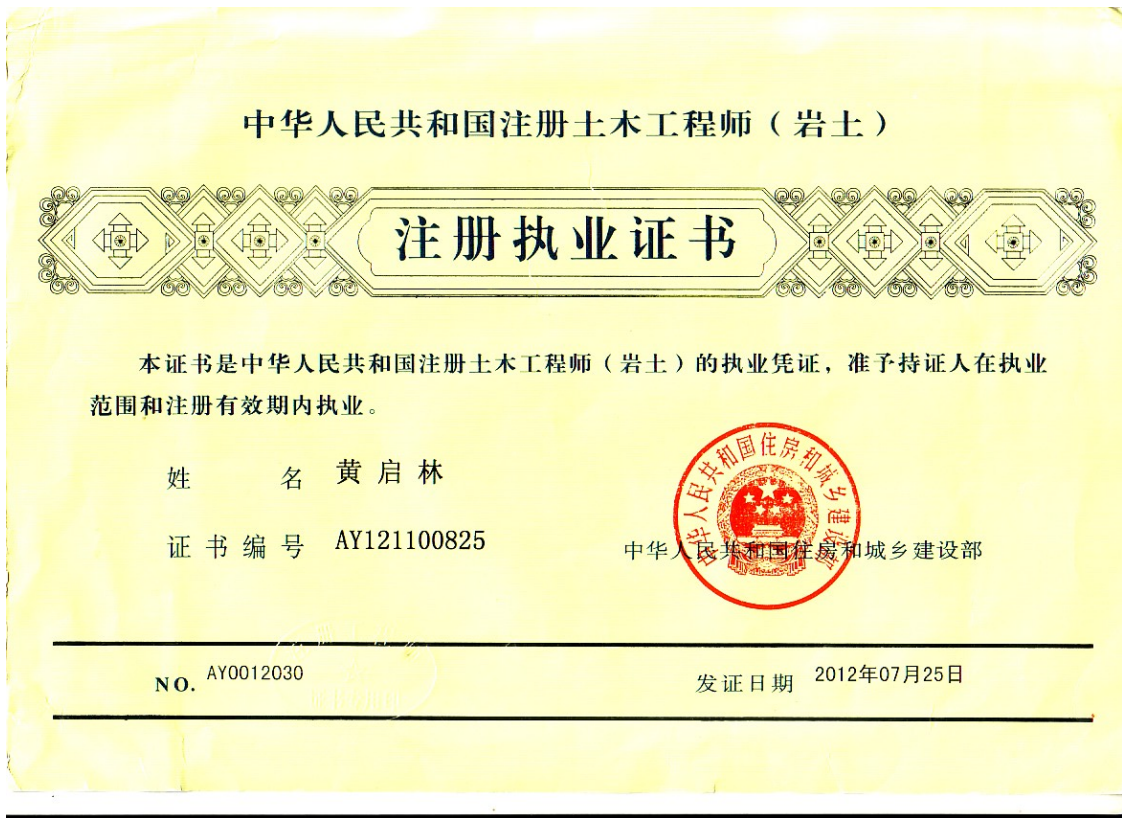 中华人民共和国注册土木工程师（岩土）
注册执业证书
本证书是中华人民共和国注册土木工程师（岩土）的执业凭证，准予持证人在执业
范围和注册有效期内执业。
姓 名 黄启林
证书编号 AY121100825
中华人民共和国住房和城乡建设部
中华人民共和国住房和城乡建设部
NO. AY0012030
发证日期 2012年07月25日